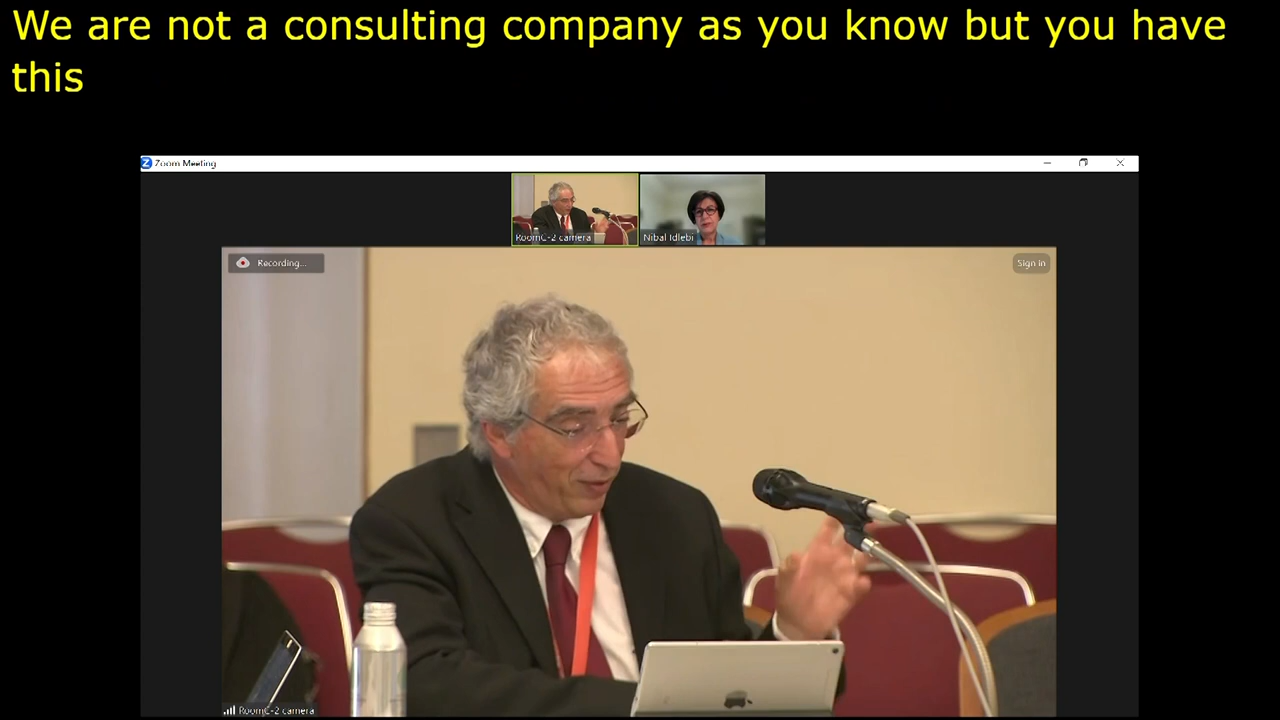 We are not a consulting company as you know but you have
this
Zoom Meeting
RoomC-2 camera
Nibal Idlebi
Recording...
Sign in
RoomC-2 camera